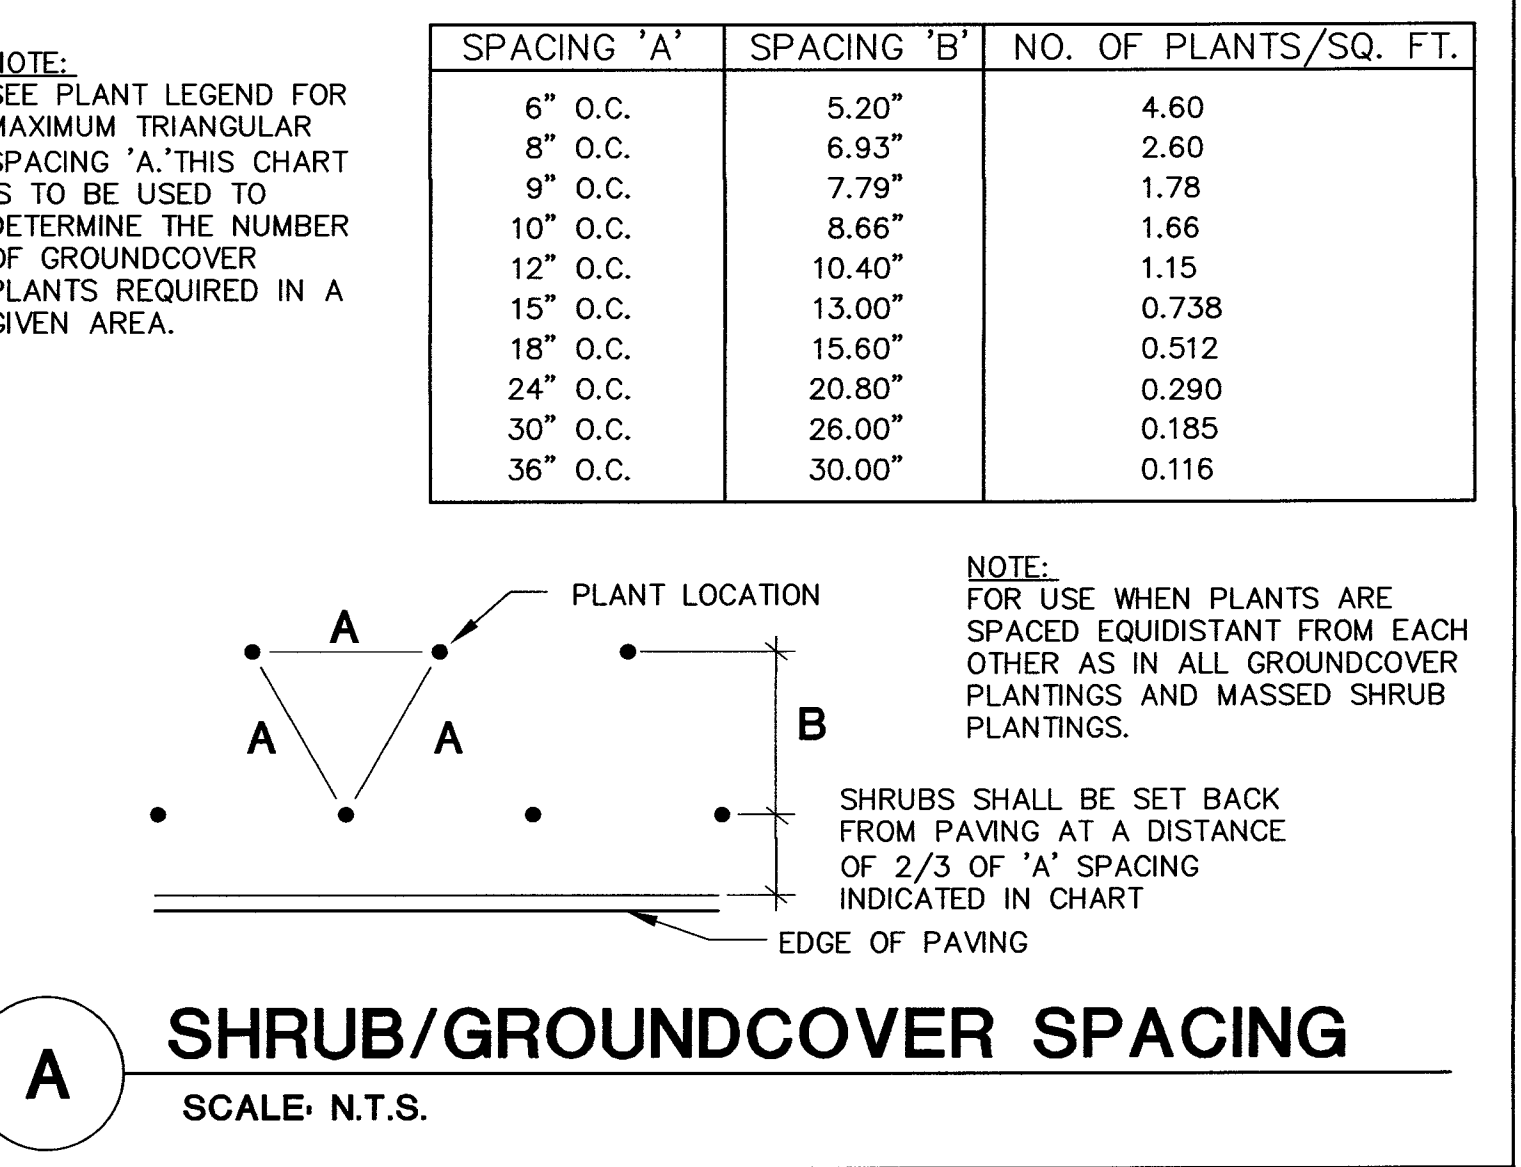 NOTE:
SEE PLANT LEGEND FOR
MAXIMUM TRIANGULAR
SPACING 'A.'THIS CHART
IS TO BE USED TO
DETERMINE THE NUMBER
OF GROUNDCOVER
PLANTS REQUIRED IN A
GIVEN AREA.
SPACING 'A' SPACING 'B' NO. OF PLANTS/SQ. FT.
6" O.C. 5.20" 4.60
8" O.C. 6.93" 2.60
9" O.C. 7.79" 1.78
10" O.C. 8.66" 1.66
12" O.C. 10.40" 1.15
15" O.C. 13.00" 0.738
18" O.C. 15.60" 0.512
24" O.C. 20.80" 0.290
30" O.C. 26.00" 0.185
36" O.C. 30.00" 0.116
PLANT LOCATION
A
A A
B
NOTE:
FOR USE WHEN PLANTS ARE
SPACED EQUIDISTANT FROM EACH
OTHER AS IN ALL GROUNDCOVER
PLANTINGS AND MASSED SHRUB
PLANTINGS.
SHRUBS SHALL BE SET BACK
FROM PAVING AT A DISTANCE
OF 2/3 OF 'A' SPACING
INDICATED IN CHART
EDGE OF PAVING
A
SHRUB/GROUNDCOVER SPACING
SCALE: N.T.S.